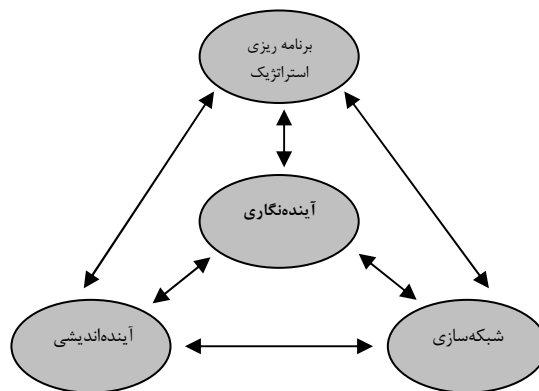 برنامه ریزی
استراتژیک
آینده‌نگاری
شبکه‌سازی
آینده‌اندیشی